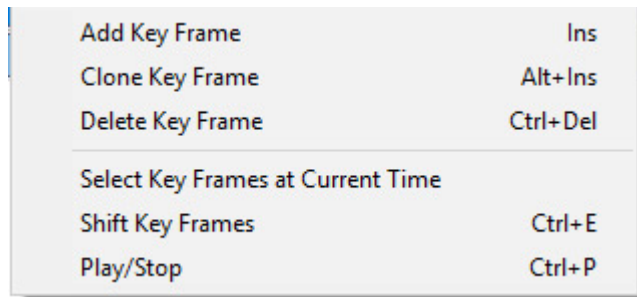 Add Key Frame Ins
Clone Key Frame Alt+Ins
Delete Key Frame Ctrl+Del
Select Key Frames at Current Time
Shift Key Frames Ctrl+E
Play/Stop Ctrl+P